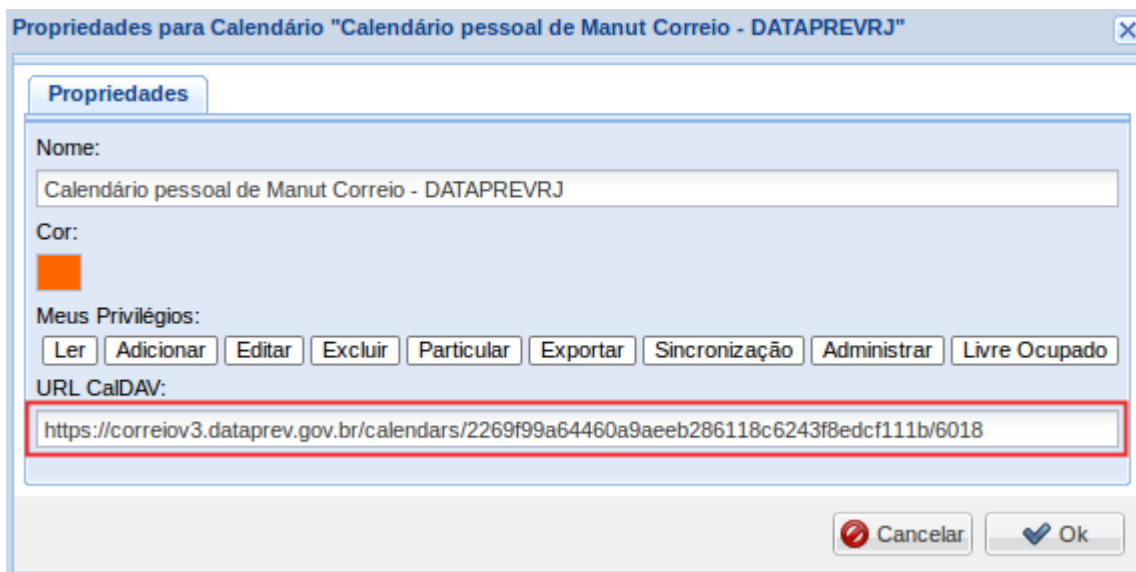 Propriedades para Calendário "Calendário pessoal de Manut Correio - DATAPREVRJ"
Propriedades
Nome:
Calendário pessoal de Manut Correio - DATAPREVRJ
Cor:
Meus Privilégios:
Ler Adicionar Editar Excluir Particular Exportar Sincronização Administrar Livre Ocupado
URL CalDAV:
https://correiov3.dataprev.gov.br/calendars/2269f99a64460a9aeeb286118c6243f8edcf111b/6018
Cancelar Ok